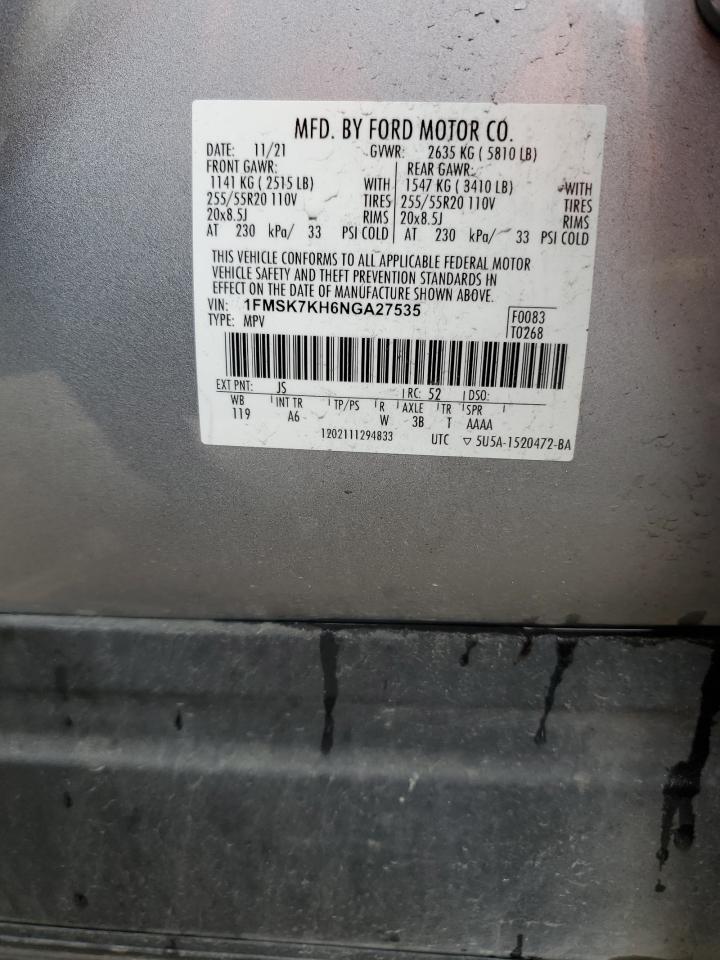 MFD. BY FORD MOTOR CO.
DATE: 11/21 GVWR: 2635 KG ( 5810 LB)
FRONT GAWR: REAR GAWR:
1141 KG ( 2515 LB) WITH 1547 KG ( 3410 LB) WITH
255/55R20 110V TIRES 255/55R20 110V TIRES
20x8.5J RIMS 20x8.5J RIMS
AT 230 kPa/ 33 PSI COLD AT 230 kPa/ 33 PSI COLD
THIS VEHICLE CONFORMS TO ALL APPLICABLE FEDERAL MOTOR
VEHICLE SAFETY AND THEFT PREVENTION STANDARDS IN
EFFECT ON THE DATE OF MANUFACTURE SHOWN ABOVE.
VIN: 1FMSK7KH6NGA27535 F0083
TYPE: MPV T0268
EXT PNT: JS RC: 52 DSO:
WB INT TR TP/PS R AXLE TR SPR
119 A6 W 3B T AAAA
1202111294833 UTC ▽ 5U5A-1520472-BA